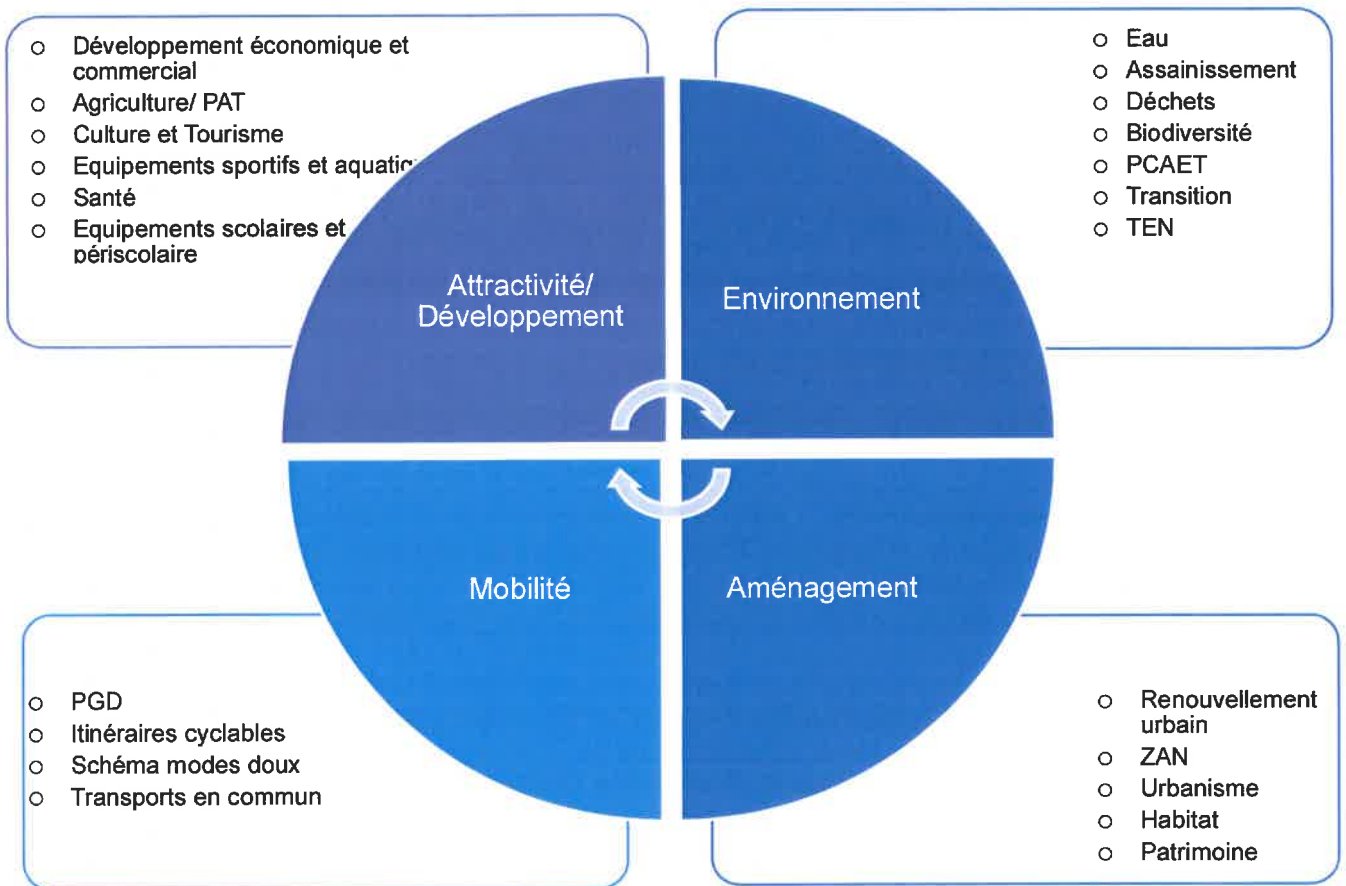 Développement économique et
commercial
Agriculture/ PAT
Culture et Tourisme
Equipements sportifs et
Santé
Equipements scolaires et
périscolaire
Attractivité/
Développement
Eau
Assainissement
Déchets
Biodiversité
PCAET
Transition
TEN
Environnement
PGD
Itinéraires cyclables
Schéma modes doux
Transports en commun
Mobilité
Aménagement
Renouvellement
urbain
ZAN
Urbanisme
Habitat
Patrimoine